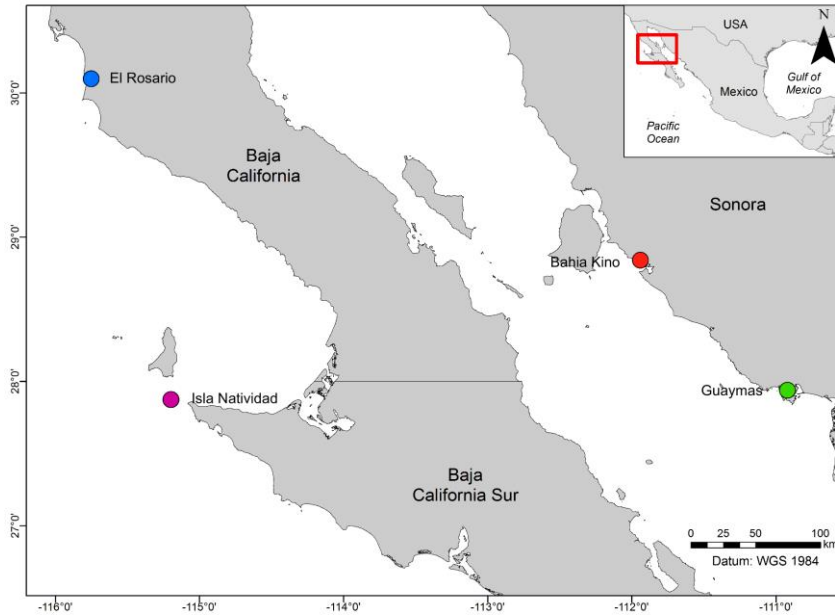 N
USA
Gulf of
Mexico
Mexico
Pacific
Ocean
El Rosario
Baja
California
Sonora
Bahia Kino
Isla Natividad
Guaymas
Baja
California Sur
0 25 50 100
km
Datum: WGS 1984
30°0'
29°0'
28°0'
27°0'
-116°0'
-115°0'
-114°0'
-113°0'
-112°0'
-111°0'